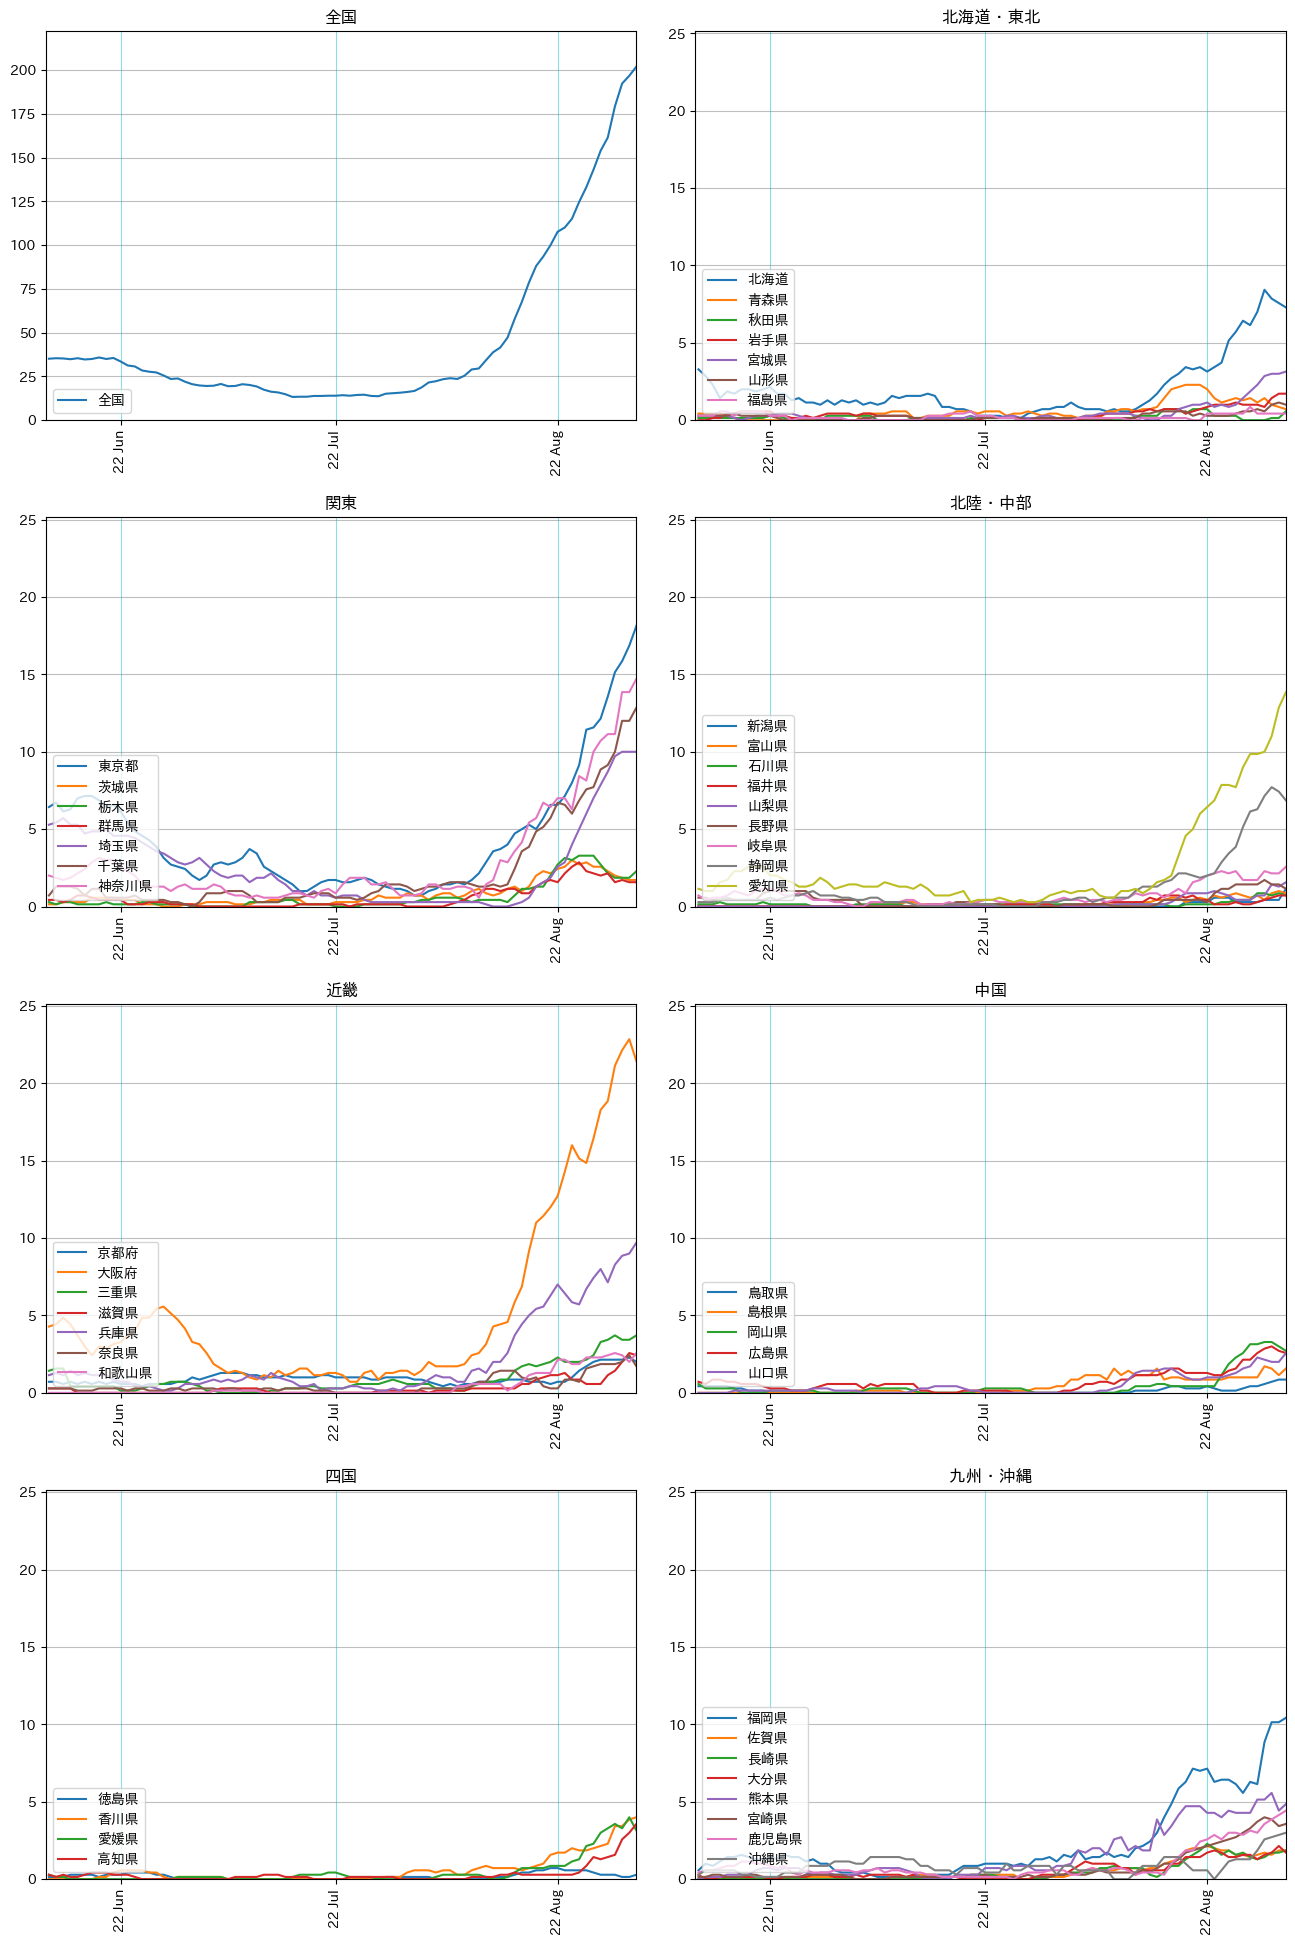 全国
200
175
150
125
100
75
50
25
0
全国
22 Jun
22 Jul
22 Aug
北海道・東北
25
20
15
10
5
0
北海道
青森県
秋田県
岩手県
宮城県
山形県
福島県
22 Jun
22 Jul
22 Aug
関東
25
20
15
10
5
0
東京都
茨城県
栃木県
群馬県
埼玉県
千葉県
神奈川県
22 Jun
22 Jul
22 Aug
北陸・中部
25
20
15
10
5
0
新潟県
富山県
石川県
福井県
山梨県
長野県
岐阜県
静岡県
愛知県
22 Jun
22 Jul
22 Aug
近畿
25
20
15
10
5
0
京都府
大阪府
三重県
滋賀県
兵庫県
奈良県
和歌山県
22 Jun
22 Jul
22 Aug
中国
25
20
15
10
5
0
鳥取県
島根県
岡山県
広島県
山口県
22 Jun
22 Jul
22 Aug
四国
25
20
15
10
5
0
徳島県
香川県
愛媛県
高知県
22 Jun
22 Jul
22 Aug
九州・沖縄
25
20
15
10
5
0
福岡県
佐賀県
長崎県
大分県
熊本県
宮崎県
鹿児島県
沖縄県
22 Jun
22 Jul
22 Aug